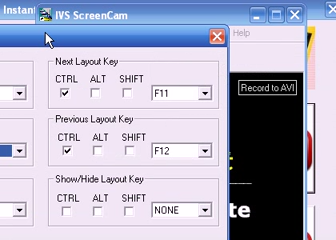 Instant
IVS ScreenCam
Help
Next Layout Key
CTRL ALT SHIFT
F11
Record to AVI
Previous Layout Key
CTRL ALT SHIFT
F12
Show/Hide Layout Key
CTRL ALT SHIFT
NONE
te